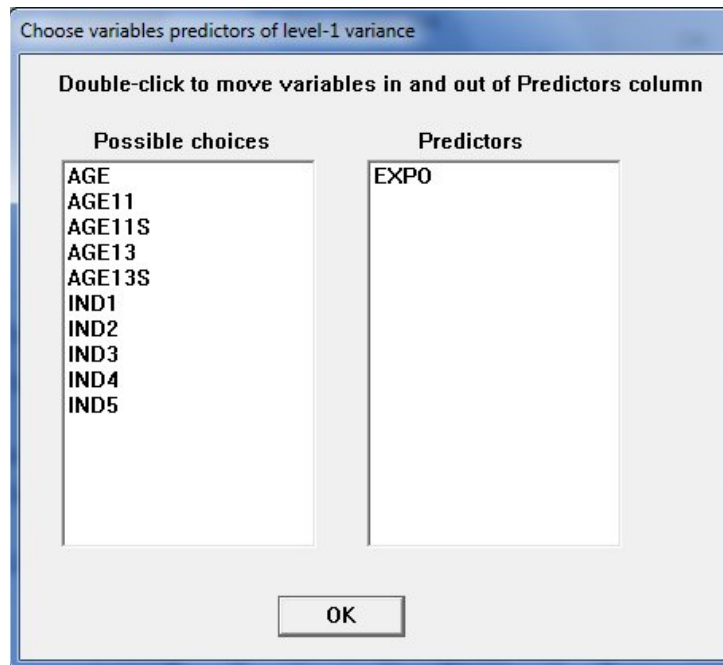 Choose variables predictors of level-1 variance
Double-click to move variables in and out of Predictors column
Possible choices
AGE
AGE11
AGE11S
AGE13
AGE13S
IND1
IND2
IND3
IND4
IND5
Predictors
EXPO
OK